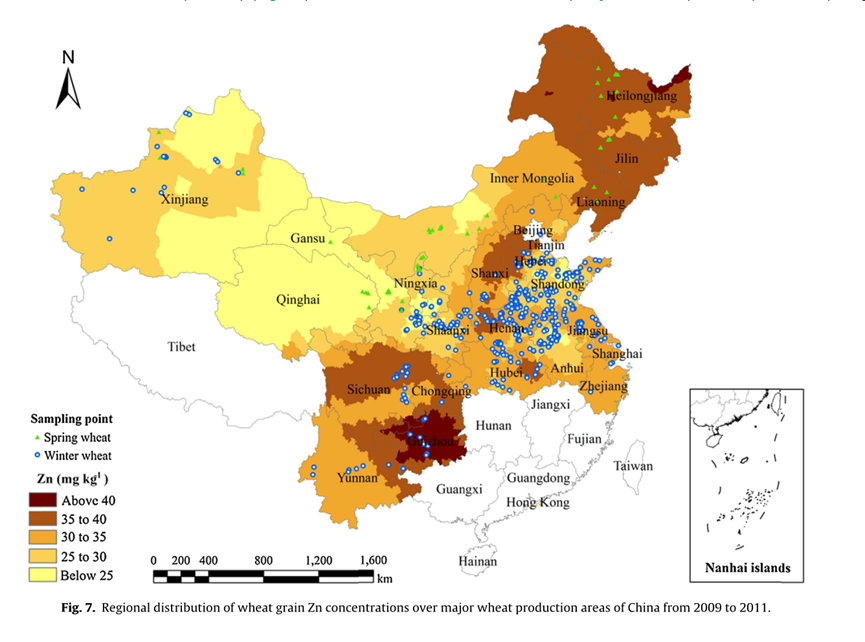 N
Heilongjiang
Jilin
Inner Mongolia
Liaoning
Xinjiang
Beijing
Tianjin
Gansu
Hubei
Shanxi
Ningxia
Shandong
Qinghai
Shaanxi
Henan
Jiangsu
Tibet
Shanghai
Hubei
Anhui
Sichuan
Chongqing
Zhejiang
Jiangxi
Sampling point
Spring wheat
Winter wheat
Hunan
Guizhou
Fujian
Taiwan
Zn (mg kg¹ )
Yunnan
Guangdong
Guangxi
Above 40
Hong Kong
35 to 40
30 to 35
25 to 30
Below 25
Hainan
0 200 400 800 1,200 1,600
km
Nanhai islands
Fig. 7. Regional distribution of wheat grain Zn concentrations over major wheat production areas of China from 2009 to 2011.